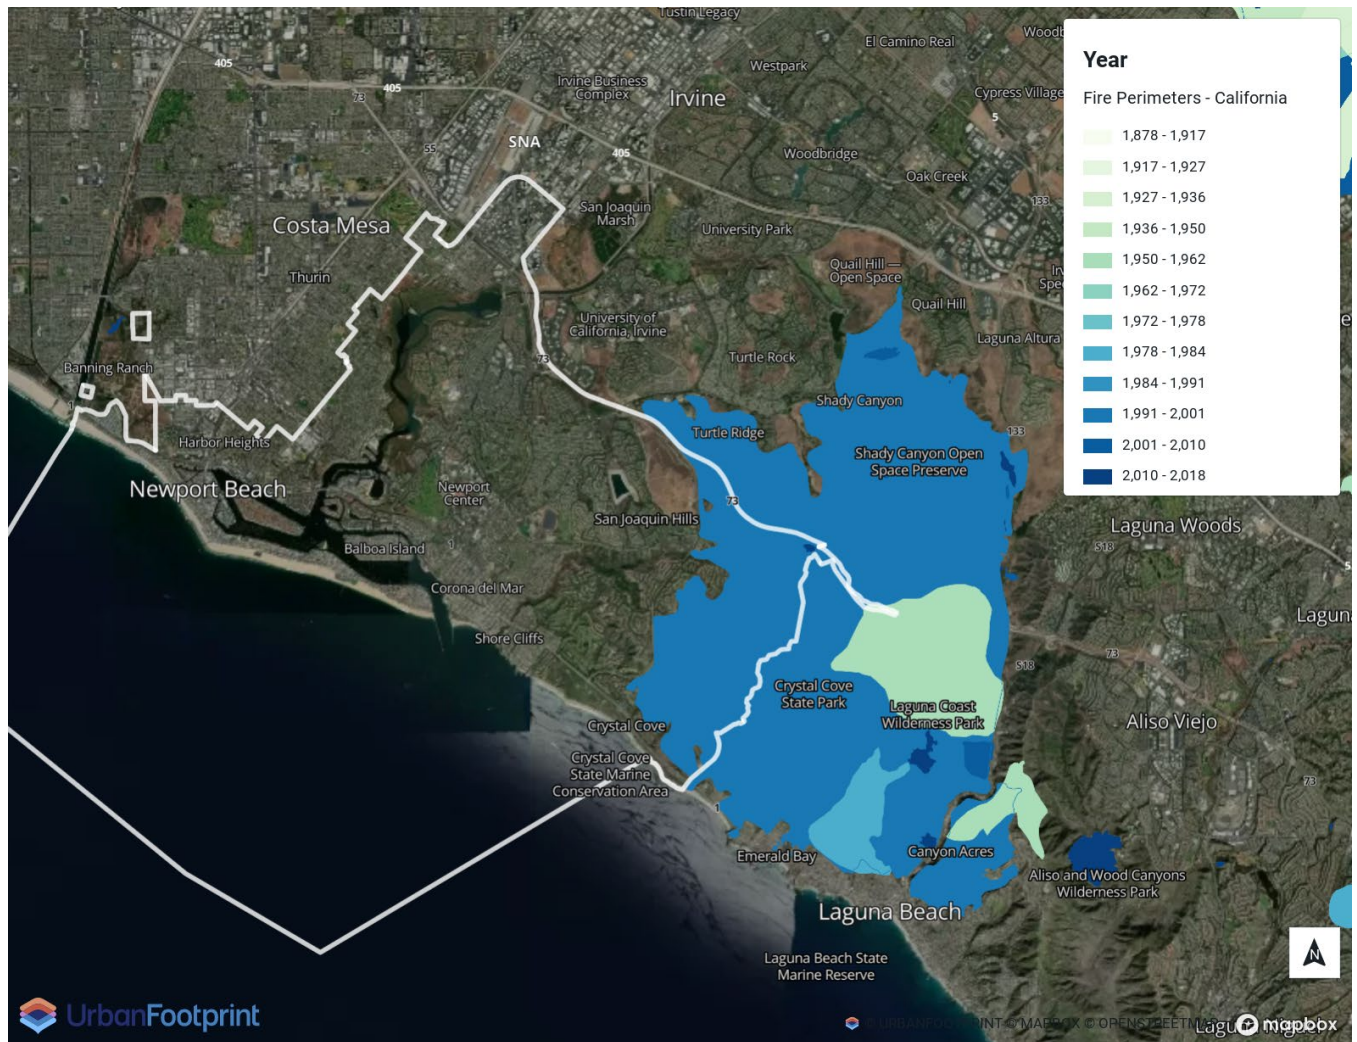 Tustin Legacy
El Camino Real
Westpark
405
405
73
Irvine Business
Complex
Irvine
Cypress Village
5
55
SNA
405
Woodbridge
Oak Creek
133
San Joaquin
Marsh
Costa Mesa
University Park
Quail Hill —
Open Space
Thurin
Quail Hill
University of
California, Irvine
Laguna Altura
73
Turtle Rock
Banning Ranch
1
Shady Canyon
Turtle Ridge
133
Harbor Heights
Shady Canyon Open
Space Preserve
Newport Beach
Newport
Center
73
San Joaquin Hills
Laguna Woods
Balboa Island
1
S18
5
Corona del Mar
Shore Cliffs
73
S18
Crystal Cove
State Park
Laguna Coast
Wilderness Park
Aliso Viejo
Crystal Cove
Crystal Cove
State Marine
Conservation Area
73
1
Emerald Bay
Canyon Acres
Aliso and Wood Canyons
Wilderness Park
Laguna Beach
Laguna Beach State
Marine Reserve
Year
Fire Perimeters - California
1,878 - 1,917
1,917 - 1,927
1,927 - 1,936
1,936 - 1,950
1,950 - 1,962
1,962 - 1,972
1,972 - 1,978
1,978 - 1,984
1,984 - 1,991
1,991 - 2,001
2,001 - 2,010
2,010 - 2,018
N
UrbanFootprint
© URBANFOOTPRINT © MAPBOX © OPENSTREETMAP
mapbox